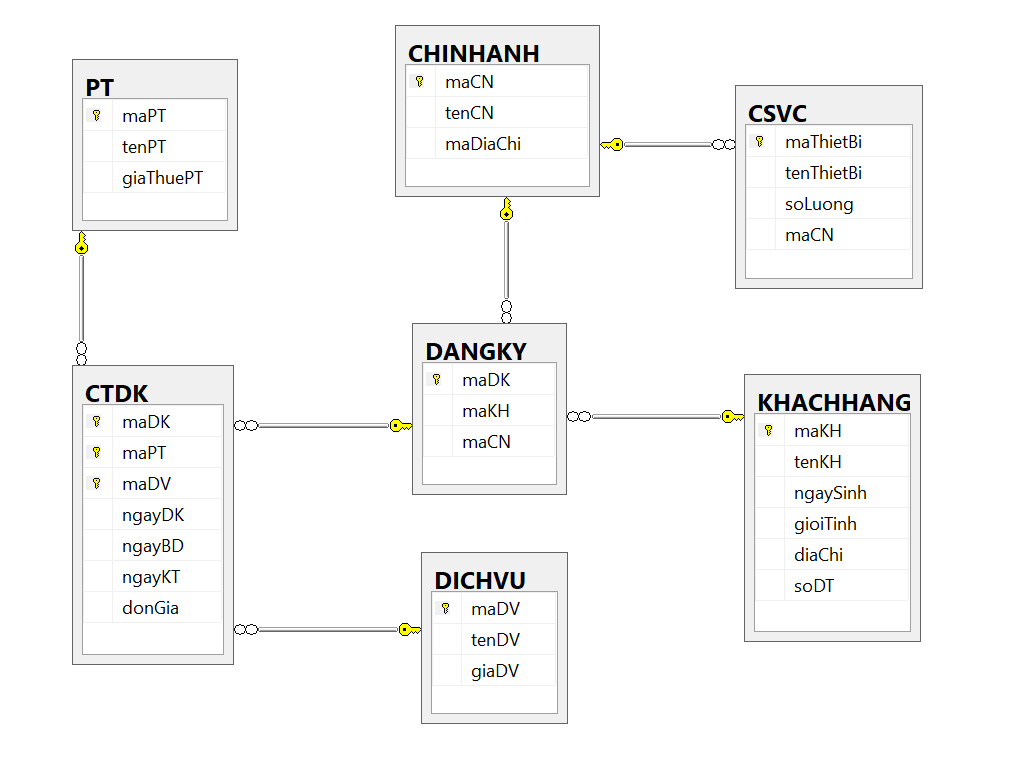 PT
maPT
tenPT
giaThuePT
CHINHANH
maCN
tenCN
maDiaChi
CSVC
maThietBi
tenThietBi
soLuong
maCN
CTDK
maDK
maPT
maDV
ngayDK
ngayBD
ngayKT
donGia
DANGKY
maDK
maKH
maCN
KHACHHANG
maKH
tenKH
ngaySinh
gioiTinh
diaChi
soDT
DICHVU
maDV
tenDV
giaDV